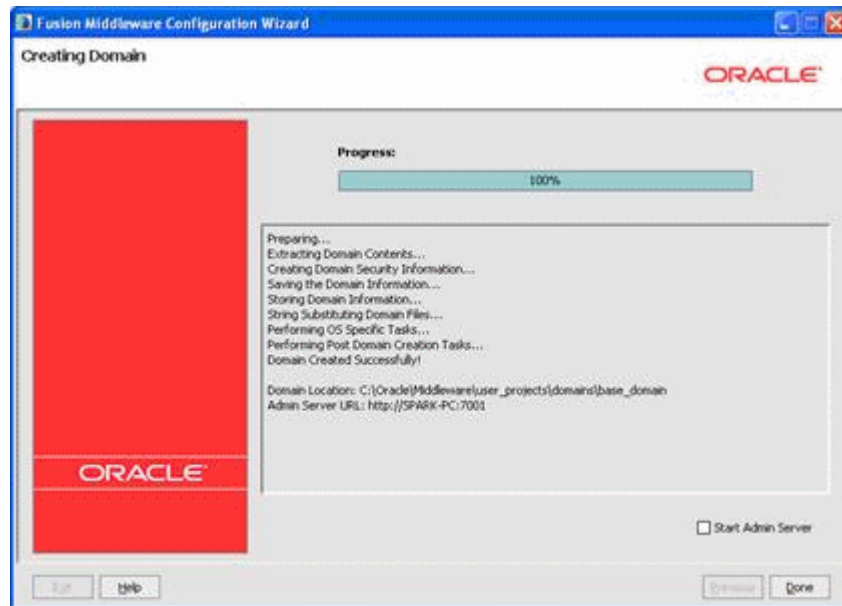 Fusion Middleware Configuration Wizard
Creating Domain
ORACLE
Progress:
100%
Preparing...
Extracting Domain Contents...
Creating Domain Security Information...
Saving the Domain Information...
Storing Domain Information...
String Substituting Domain Files...
Performing OS Specific Tasks...
Performing Post Domain Creation Tasks...
Domain Created Successfully!
Domain Location: C:\Oracle\Middleware\user_projects\domains\base_domain
Admin Server URL: http://SPARK-PC:7001
ORACLE
Start Admin Server
Exit Help Previous Done